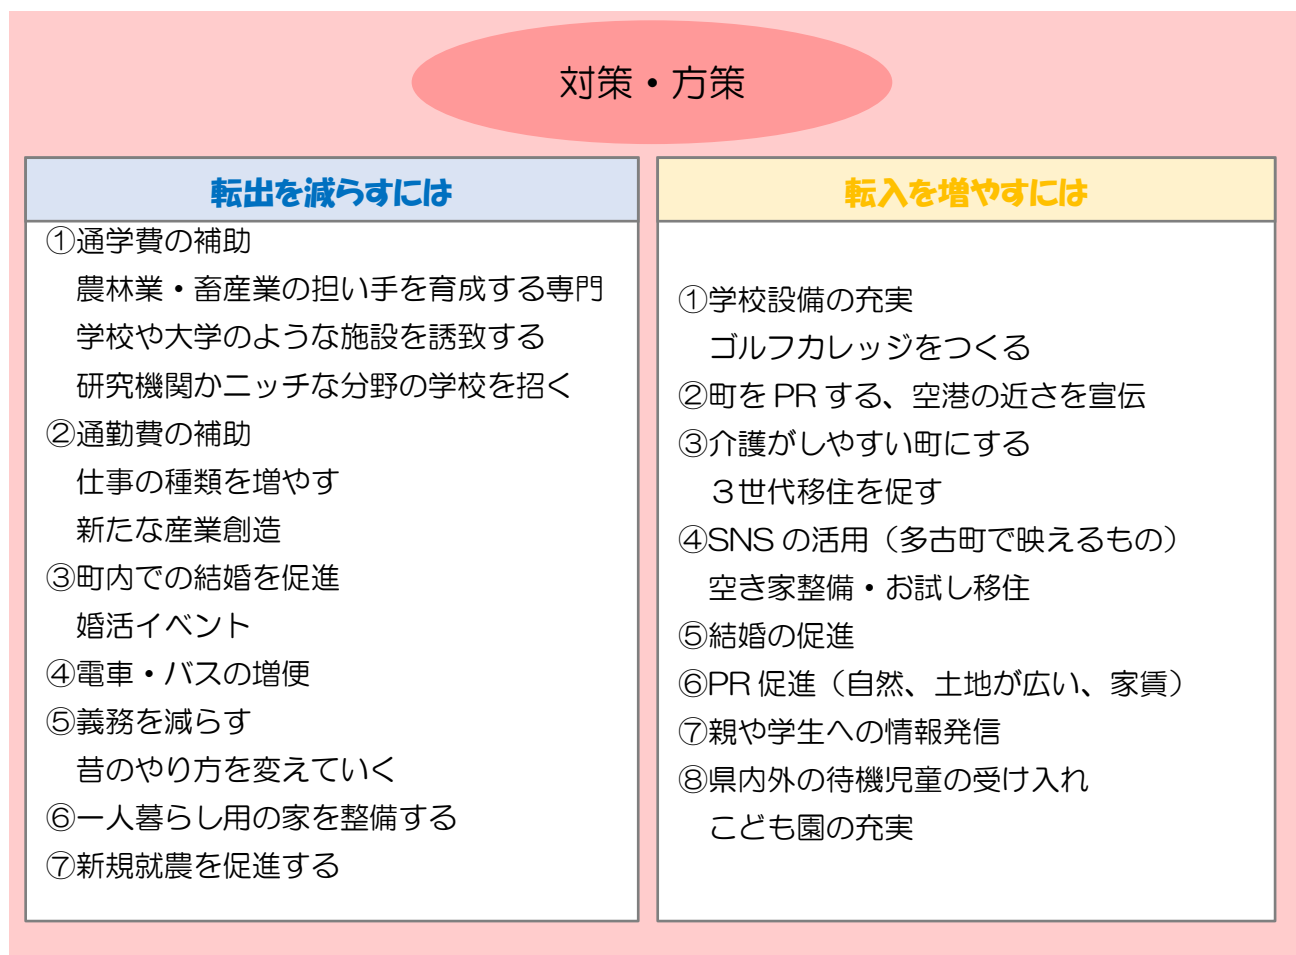 対策・方策
転出を減らすには
①通学費の補助
農林業・畜産業の担い手を育成する専門
学校や大学のような施設を誘致する
研究機関かニッチな分野の学校を招く
②通勤費の補助
仕事の種類を増やす
新たな産業創造
③町内での結婚を促進
婚活イベント
④電車・バスの増便
⑤義務を減らす
昔のやり方を変えていく
⑥一人暮らし用の家を整備する
⑦新規就農を促進する
転入を増やすには
①学校設備の充実
ゴルフカレッジをつくる
②町を PR する、空港の近さを宣伝
③介護がしやすい町にする
３世代移住を促す
④SNS の活用（多古町で映えるもの）
空き家整備・お試し移住
⑤結婚の促進
⑥PR 促進（自然、土地が広い、家賃）
⑦親や学生への情報発信
⑧県内外の待機児童の受け入れ
こども園の充実